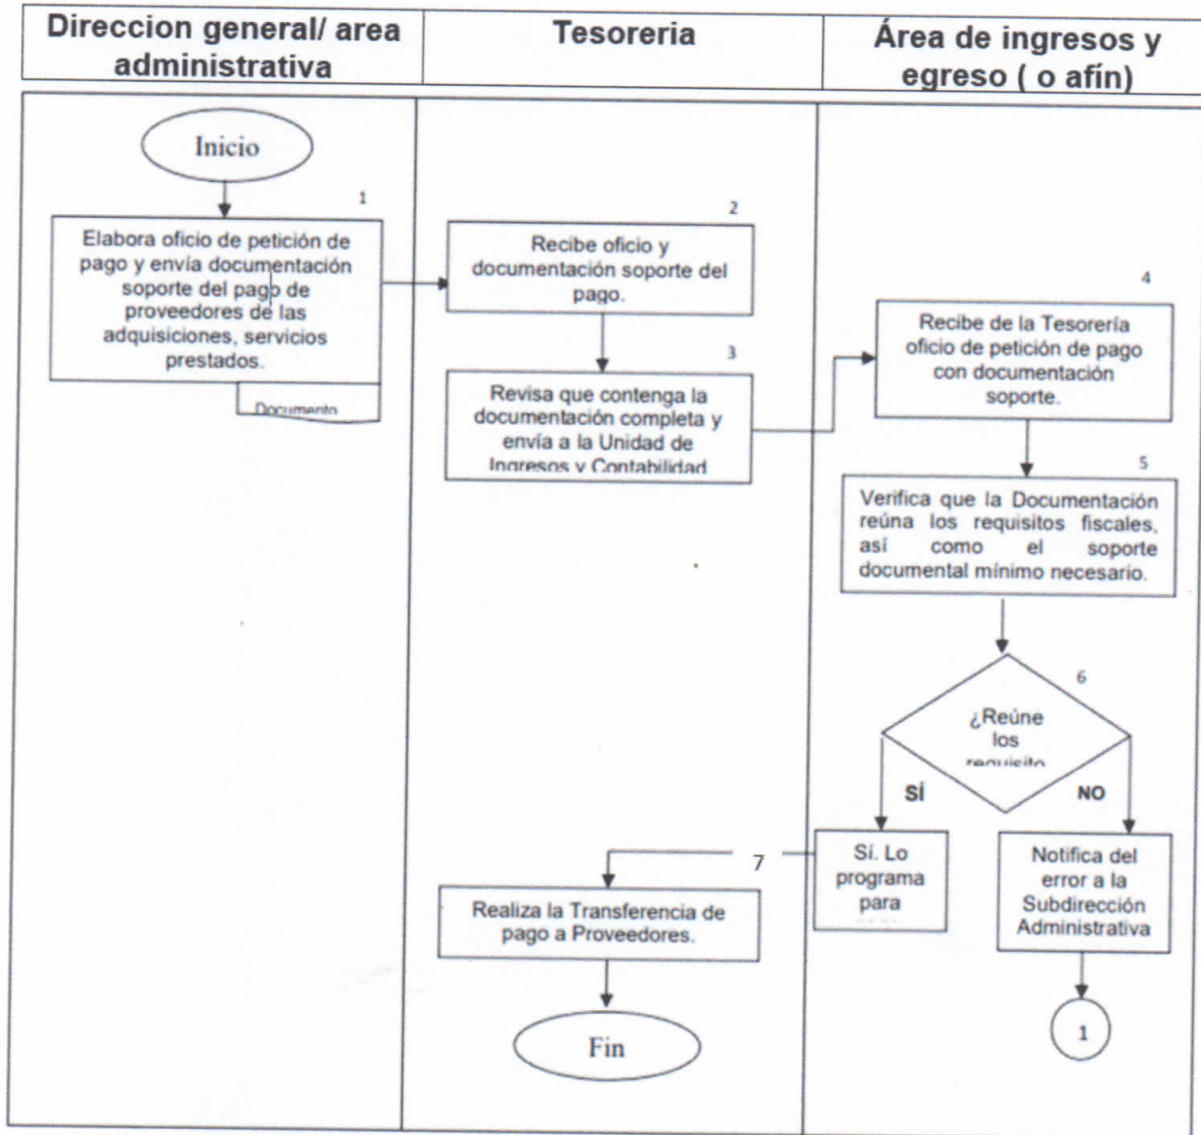 Direccion general/ area
administrativa
Tesoreria
Área de ingresos y
egreso ( o afín)
Inicio
1
Elabora oficio de petición de
pago y envía documentación
soporte del pago de
proveedores de las
adquisiciones, servicios
prestados.
Documento
2
Recibe oficio y
documentación soporte del
pago.
3
Revisa que contenga la
documentación completa y
envía a la Unidad de
Ingresos y Contabilidad
4
Recibe de la Tesorería
oficio de petición de pago
con documentación
soporte.
5
Verifica que la Documentación
reúna los requisitos fiscales,
así como el soporte
documental mínimo necesario.
6
¿Reúne
los
requisito
SÍ
NO
Sí. Lo
programa
para
Notifica del
error a la
Subdirección
Administrativa
1
7
Realiza la Transferencia de
pago a Proveedores.
Fin